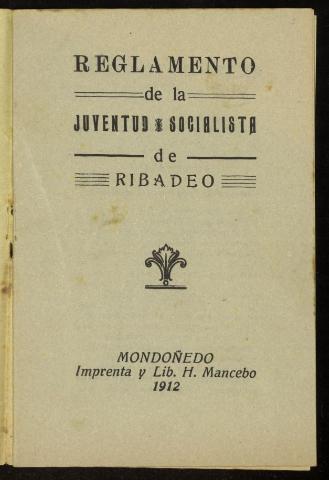 REGLAMENTO
de la
JUVENTUD SOCIALISTA
de
RIBADEO
MONDOÑEDO
Imprenta y Lib. H. Mancebo
1912